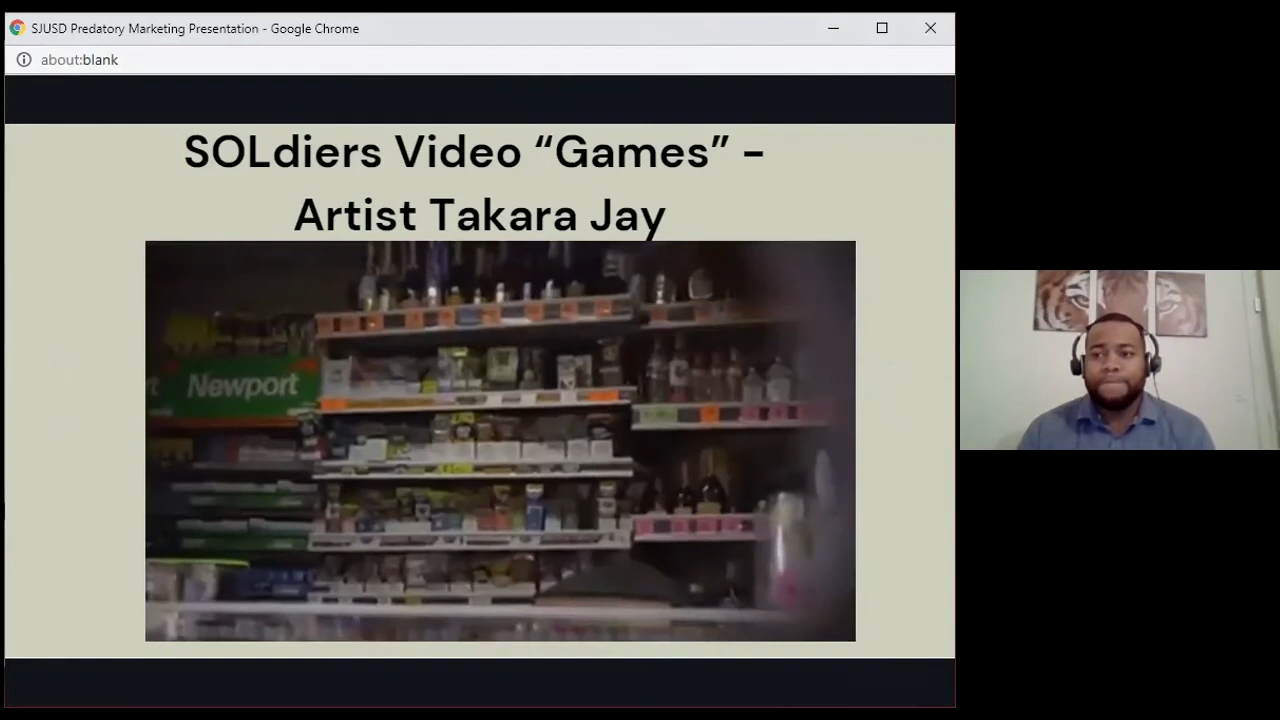 SJUSD Predatory Marketing Presentation - Google Chrome
about:blank
SOLdiers Video “Games” -
Artist Takara Jay
Newport